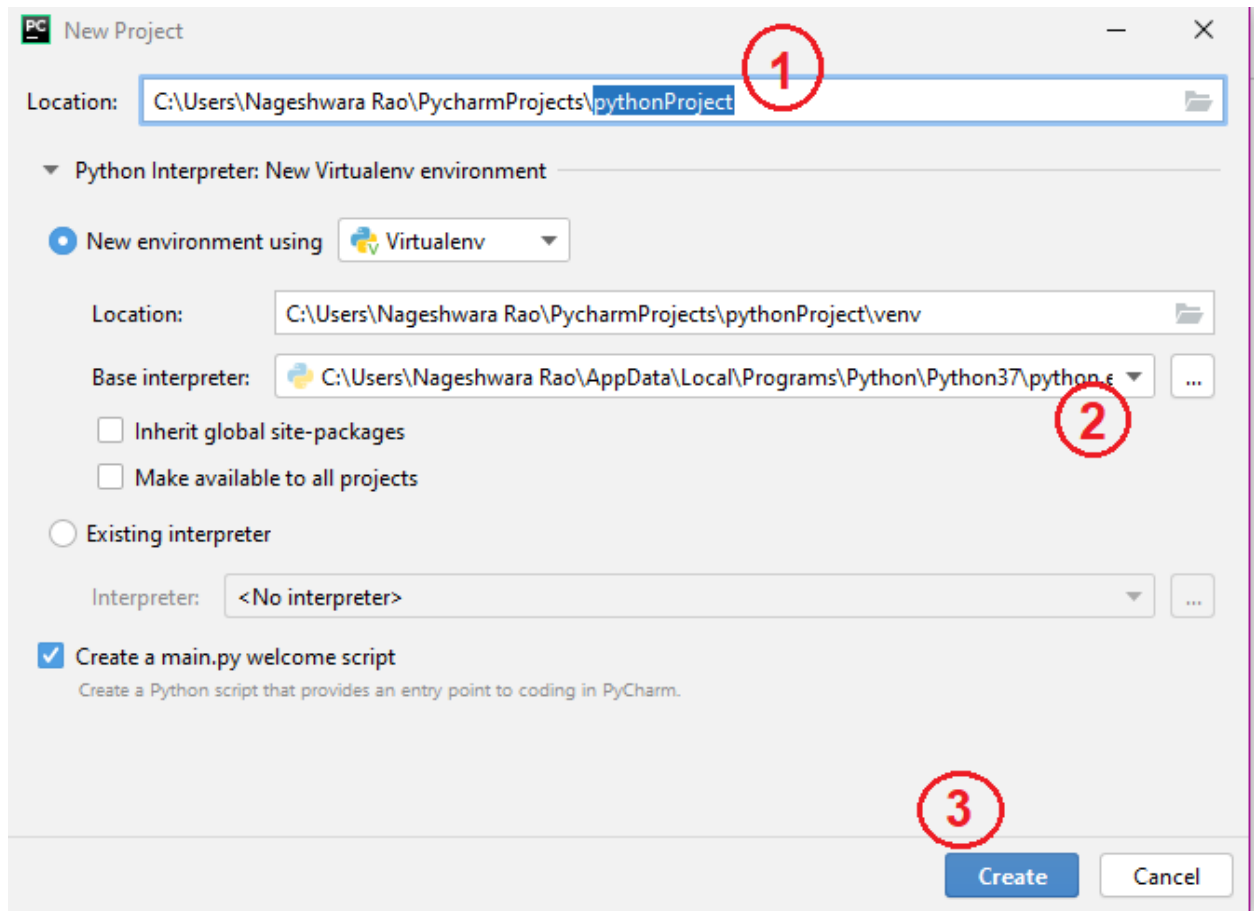 PC New Project
1
Location: C:\Users\Nageshwara Rao\PycharmProjects\pythonProject
Python Interpreter: New Virtualenv environment
New environment using Virtualenv
Location: C:\Users\Nageshwara Rao\PycharmProjects\pythonProject\venv
Base interpreter: C:\Users\Nageshwara Rao\AppData\Local\Programs\Python\Python37\python.e ...
2
Inherit global site-packages
Make available to all projects
Existing interpreter
Interpreter: <No interpreter> ...
Create a main.py welcome script
Create a Python script that provides an entry point to coding in PyCharm.
3
Create Cancel